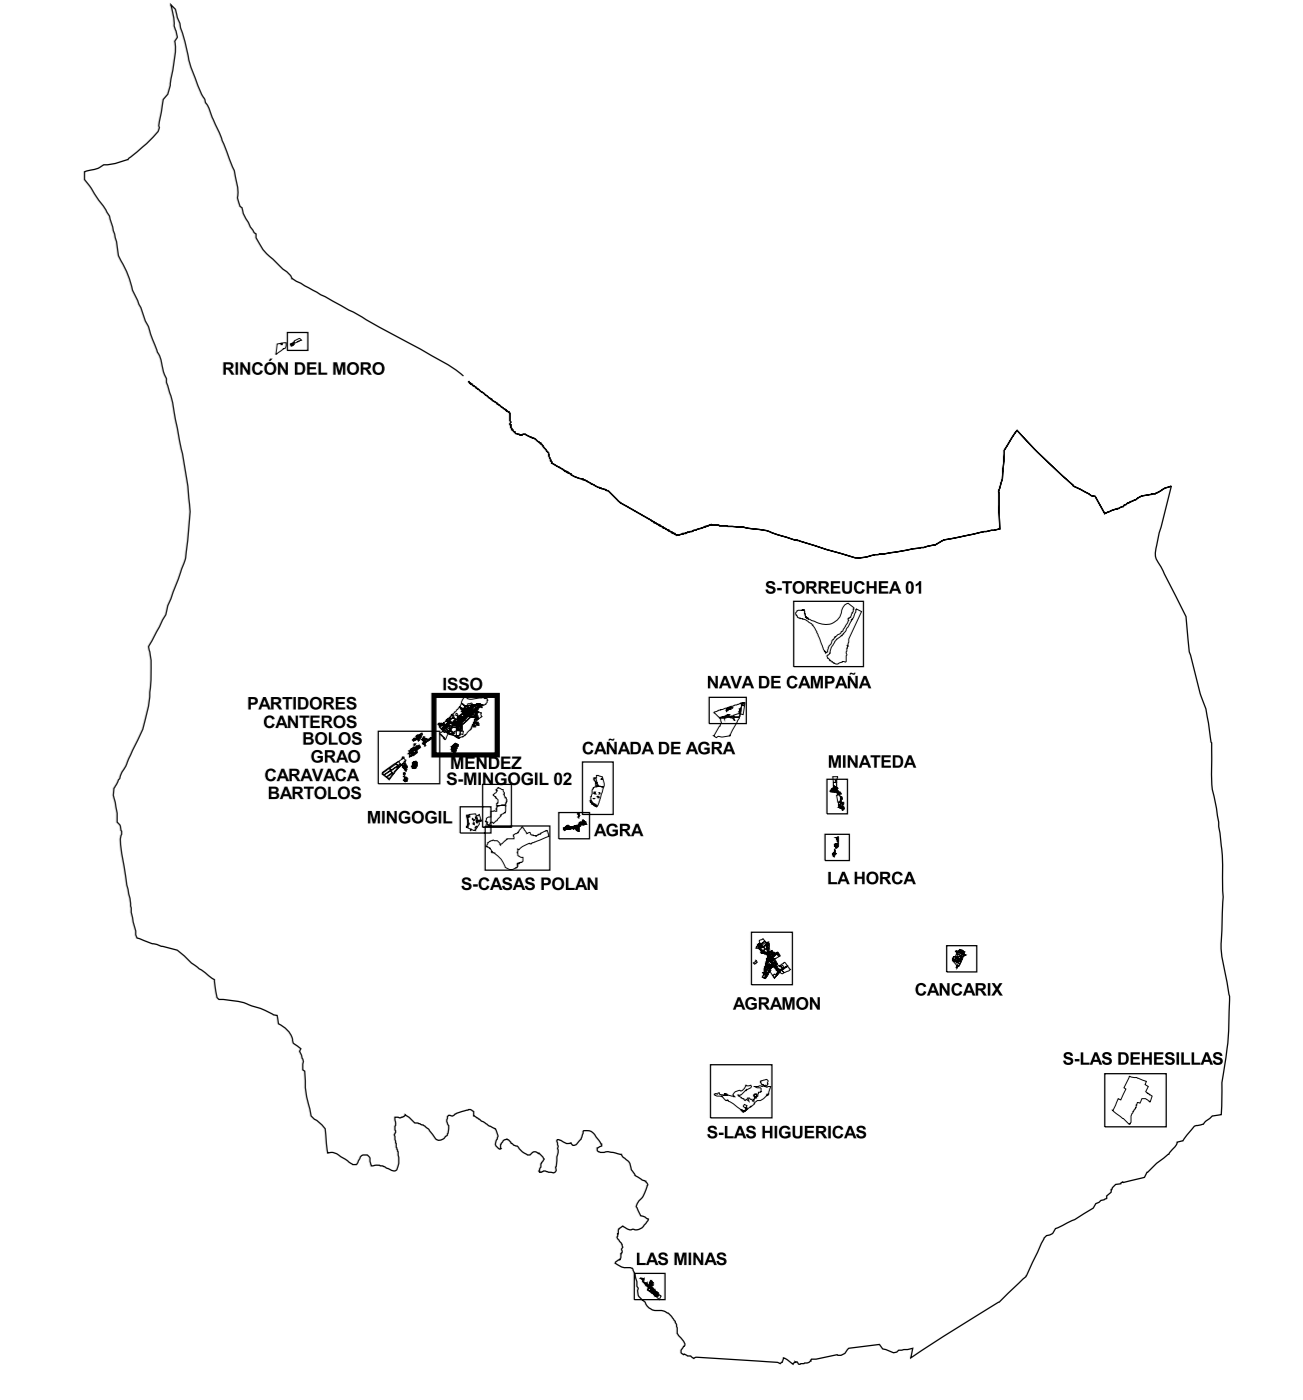 RINCÓN DEL MORO
S-TORREUCHEA 01
NAVA DE CAMPAÑA
ISSO
PARTIDORES
CANTEROS
BOLOS
GRAO
CARAVACA
BARTOLOS
MENDEZ
S-MINGOGIL 02
CAÑADA DE AGRA
MINATEDA
MINGOGIL
AGRA
S-CASAS POLAN
LA HORCA
AGRAMON
CANCARIX
S-LAS DEHESILLAS
S-LAS HIGUERICAS
LAS MINAS